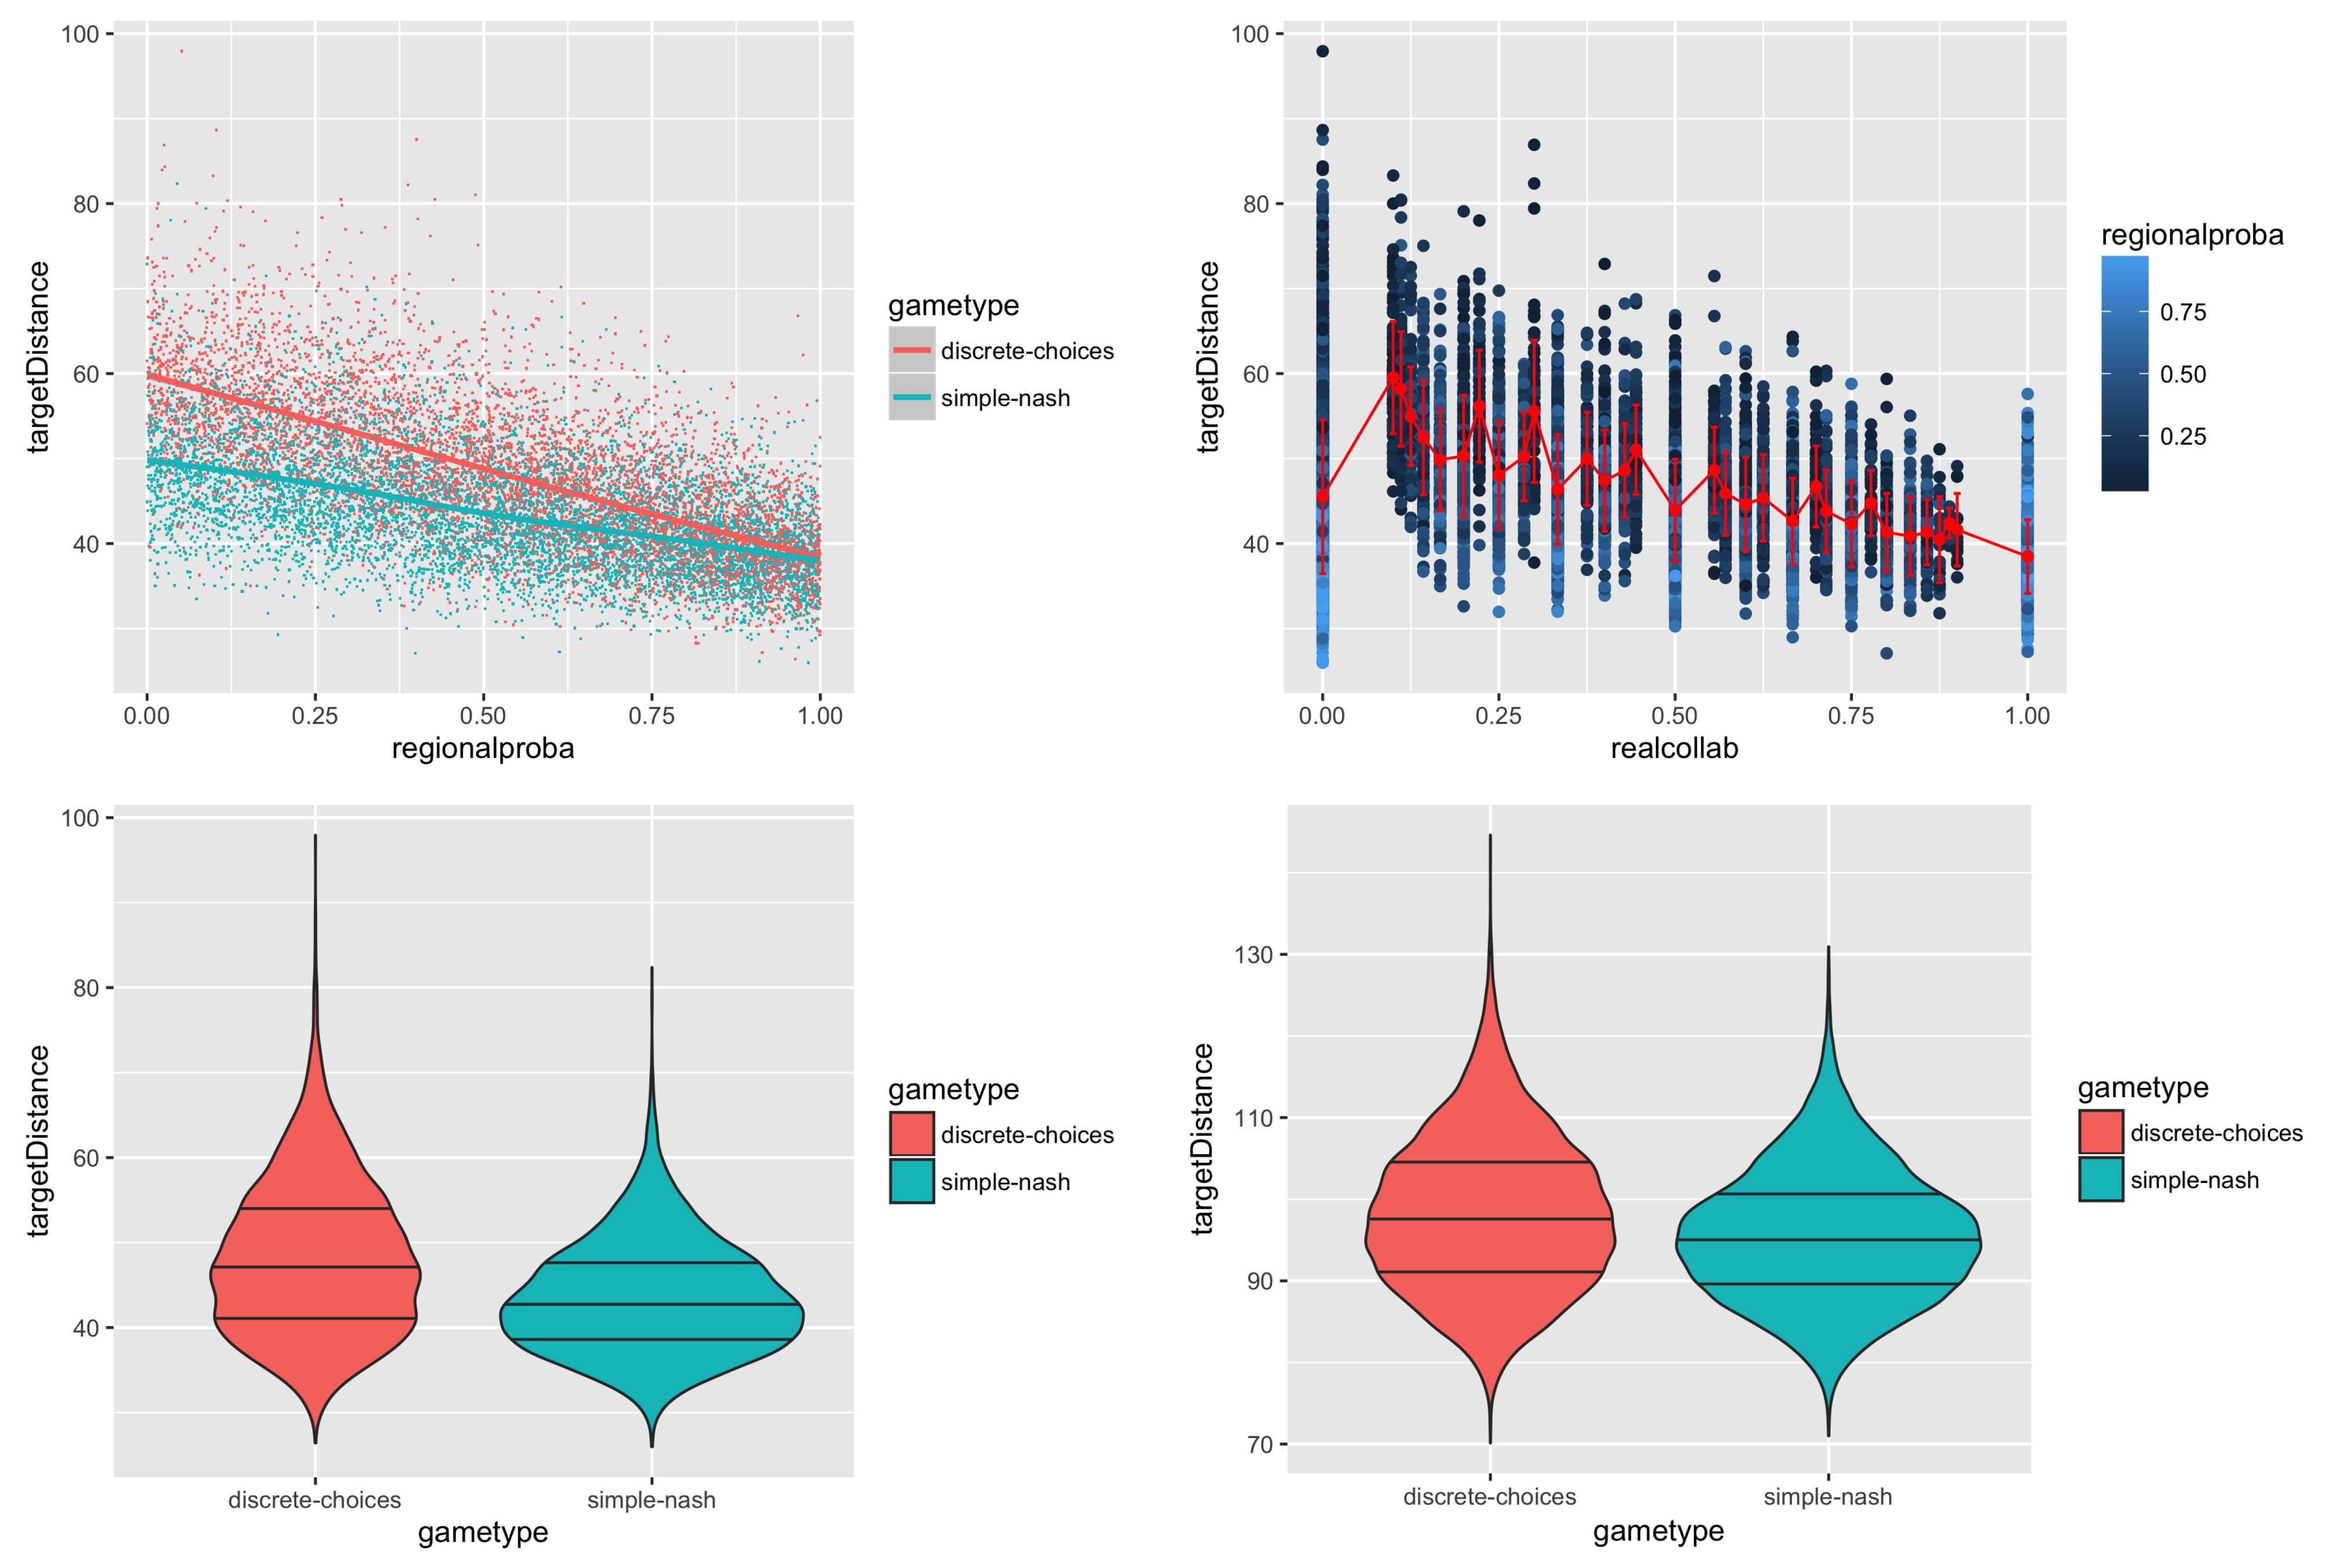 100
80
60
40
targetDistance
0.00 0.25 0.50 0.75 1.00
regionalproba
gametype
discrete-choices
simple-nash
100
80
60
40
targetDistance
0.00 0.25 0.50 0.75 1.00
realcollab
regionalproba
0.75
0.50
0.25
100
80
60
40
targetDistance
discrete-choices simple-nash
gametype
gametype
discrete-choices
simple-nash
130
110
90
70
targetDistance
discrete-choices simple-nash
gametype
gametype
discrete-choices
simple-nash